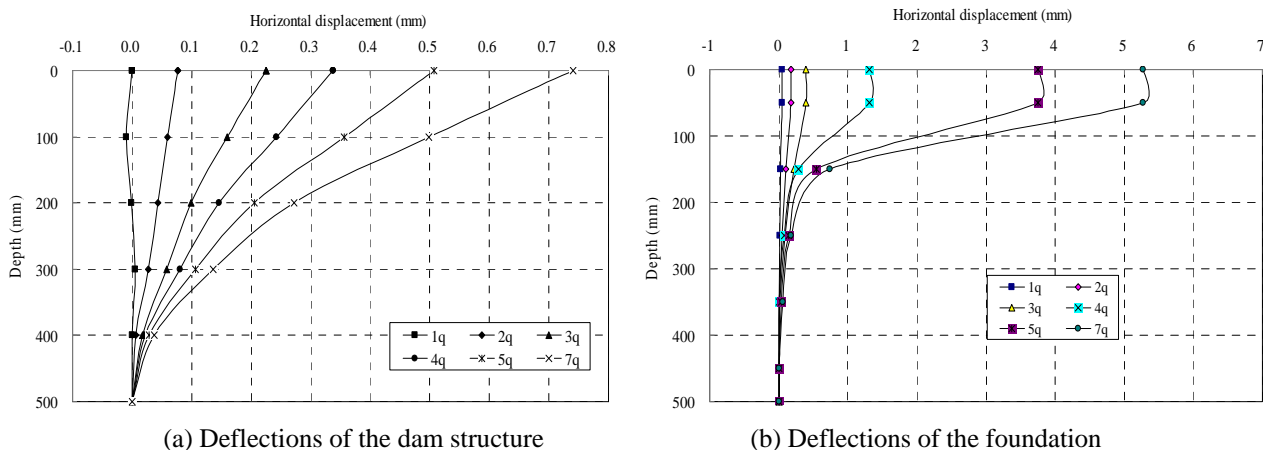 Horizontal displacement (mm)
-0.1 0.0 0.1 0.2 0.3 0.4 0.5 0.6 0.7 0.8
0
100
200
300
400
500
Depth (mm)
1q 2q 3q
4q 5q 7q
(a) Deflections of the dam structure
Horizontal displacement (mm)
-1 0 1 2 3 4 5 6 7
0
100
200
300
400
500
Depth (mm)
1q 2q
3q 4q
5q 7q
(b) Deflections of the foundation